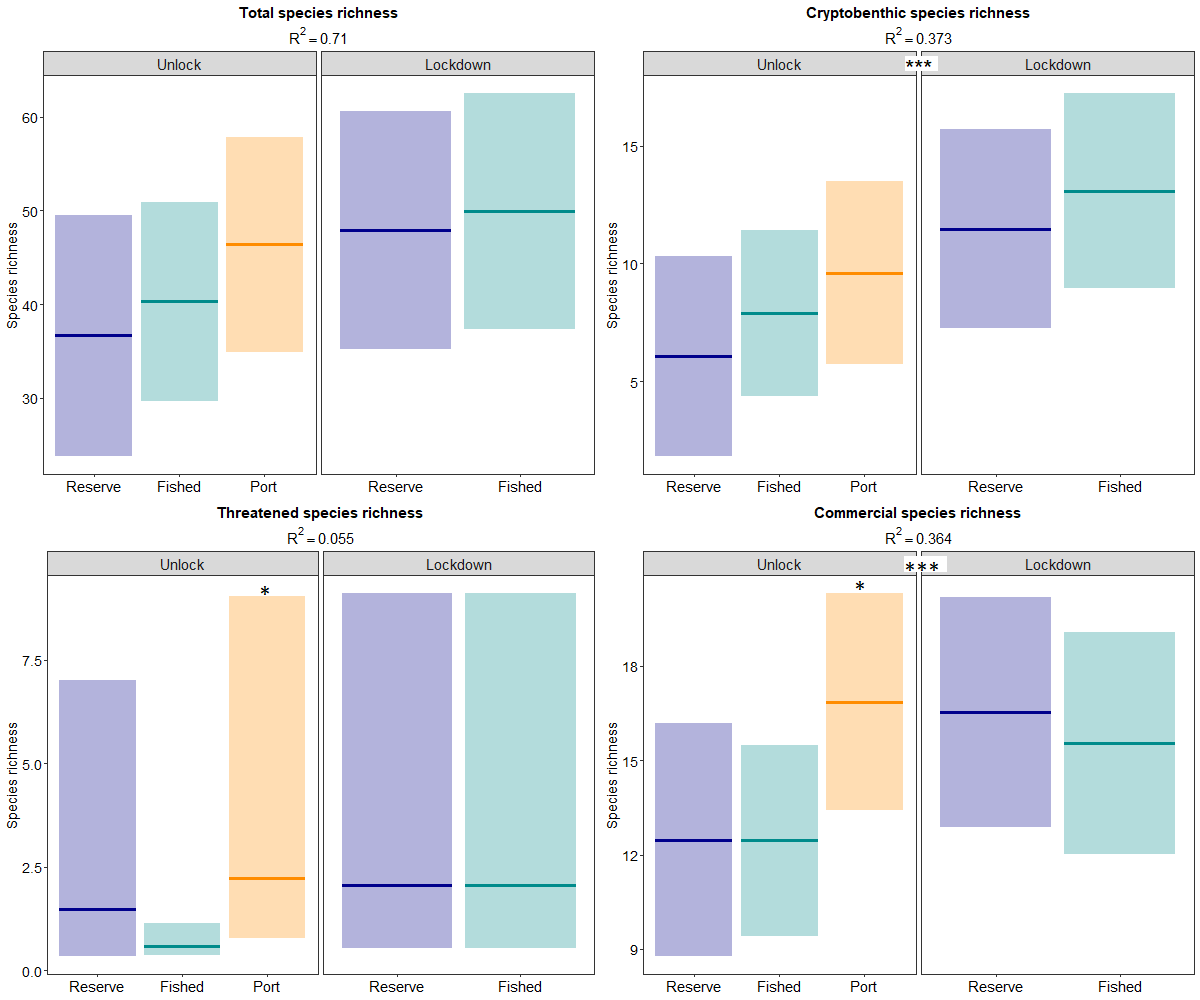 Total species richness
R² = 0.71
Unlock
Lockdown
Species richness
60
50
40
30
Reserve
Fished
Port
Reserve
Fished
Cryptobenthic species richness
R² = 0.373
Unlock
***
Lockdown
Species richness
15
10
5
Reserve
Fished
Port
Reserve
Fished
Threatened species richness
R² = 0.055
Unlock
Lockdown
*
Species richness
7.5
5.0
2.5
0.0
Reserve
Fished
Port
Reserve
Fished
Commercial species richness
R² = 0.364
Unlock
***
Lockdown
*
Species richness
18
15
12
9
Reserve
Fished
Port
Reserve
Fished